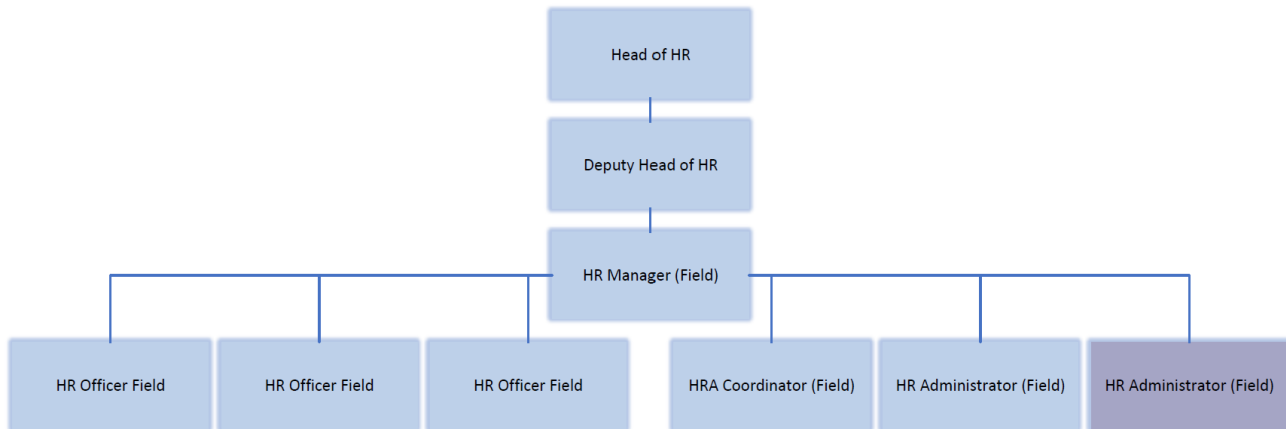 Head of HR
Deputy Head of HR
HR Manager (Field)
HR Officer Field
HR Officer Field
HR Officer Field
HRA Coordinator (Field)
HR Administrator (Field)
HR Administrator (Field)